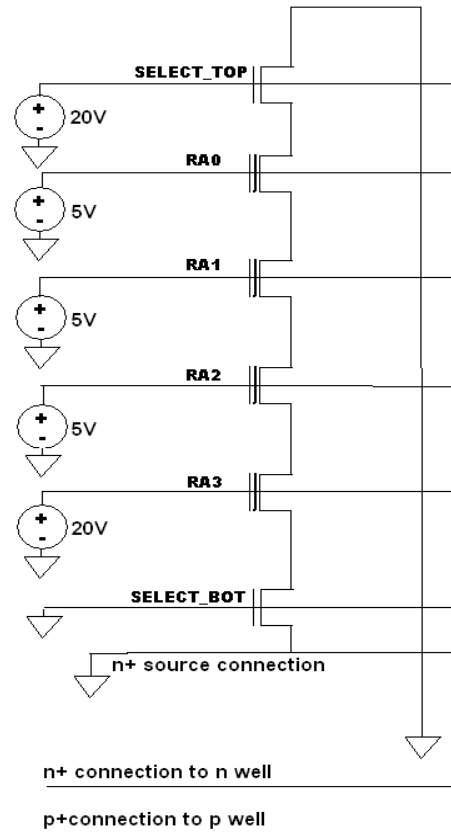 SELECT_TOP
+
-
20V
RA0
+
-
5V
RA1
+
-
5V
RA2
+
-
5V
RA3
+
-
20V
SELECT_BOT
n+ source connection
n+ connection to n well
p+connection to p well